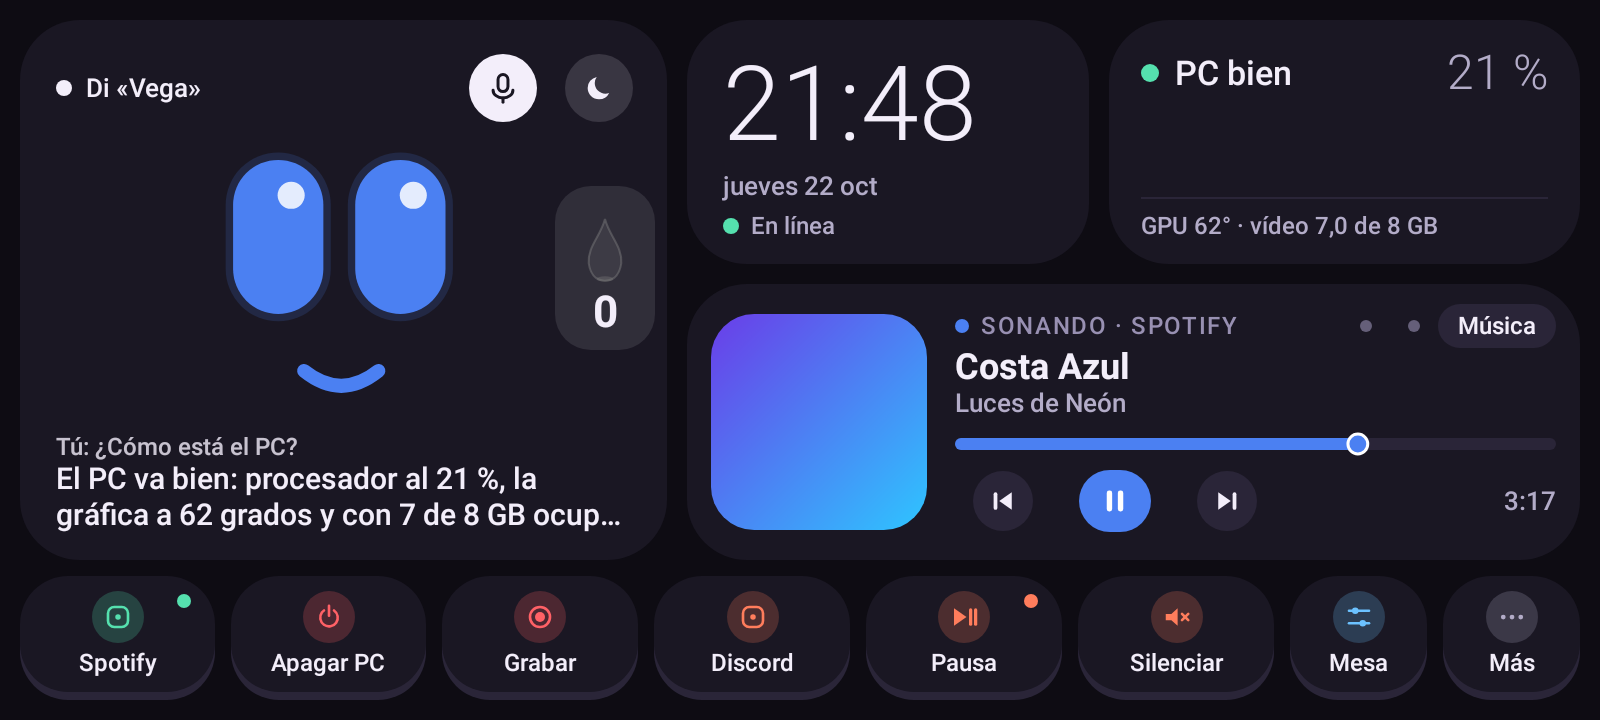 Di «Vega»
0
Tú: ¿Cómo está el PC?
El PC va bien: procesador al 21 %, la
gráfica a 62 grados y con 7 de 8 GB ocup...
21:48
jueves 22 oct
En línea
PC bien
21 %
GPU 62° · vídeo 7,0 de 8 GB
SONANDO · SPOTIFY
Música
Costa Azul
Luces de Neón
3:17
Spotify
Apagar PC
Grabar
Discord
Pausa
Silenciar
Mesa
Más